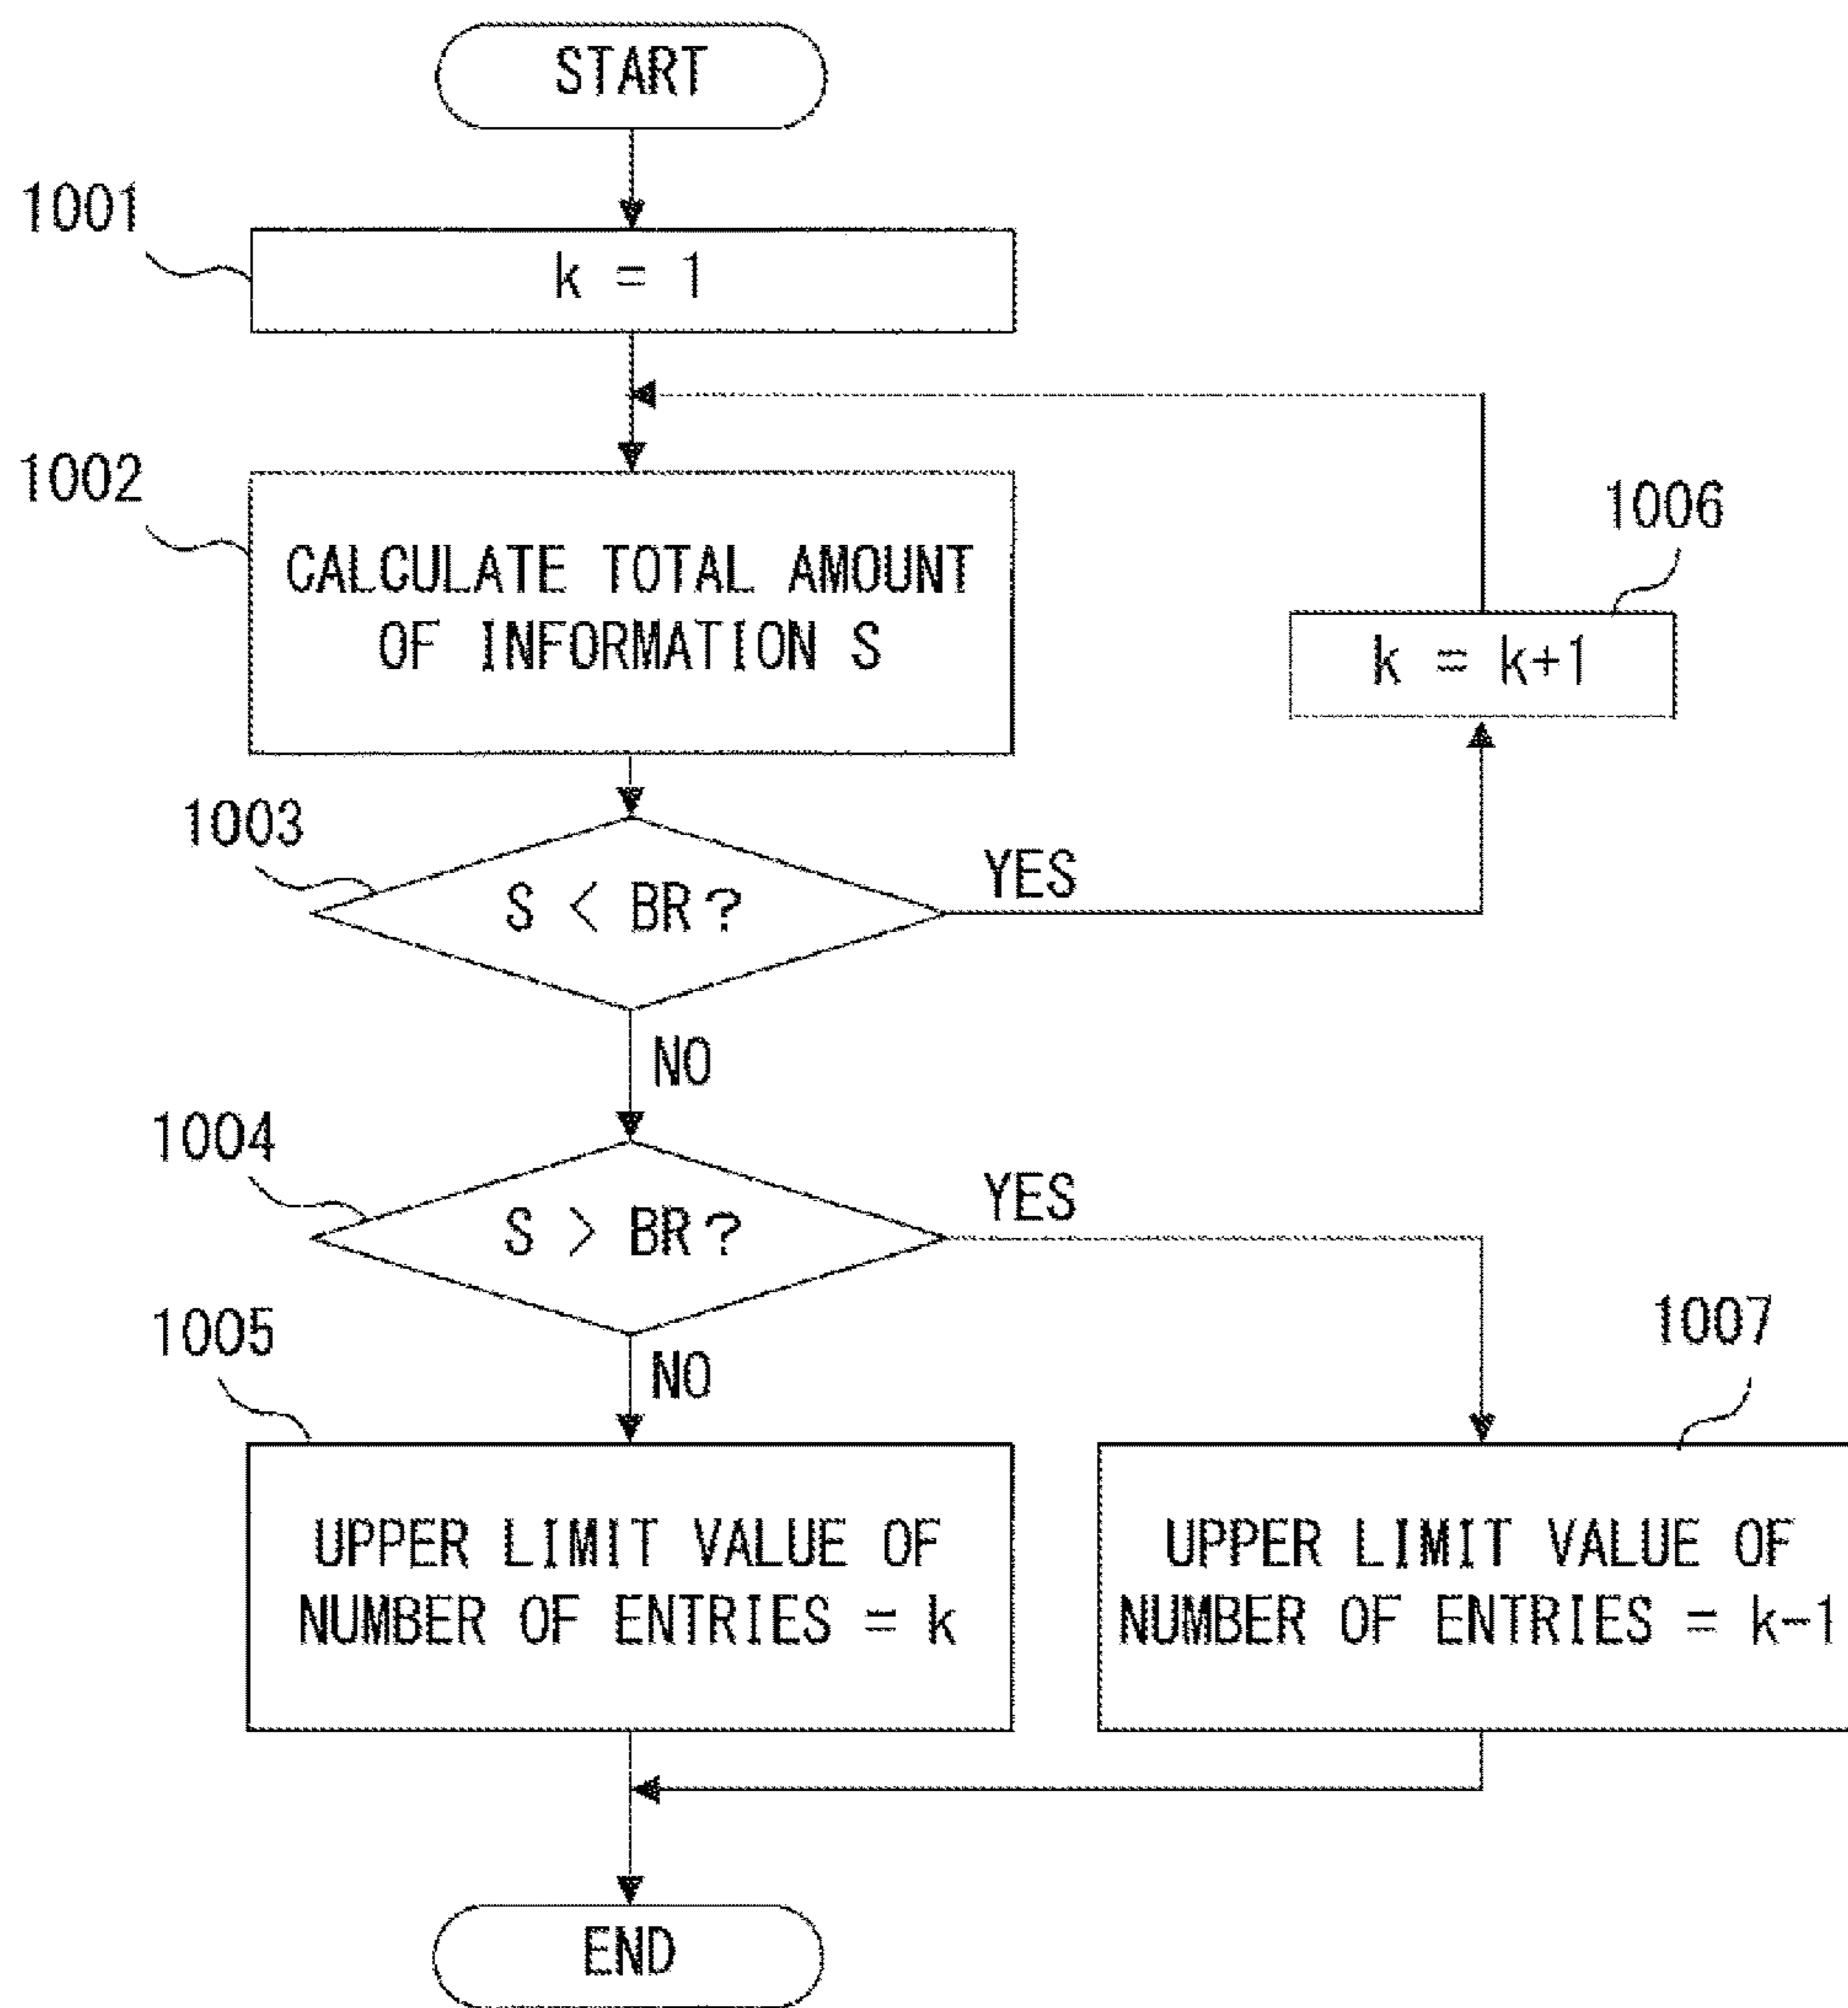 START
1001
k = 1
1002
CALCULATE TOTAL AMOUNT
OF INFORMATION S
1006
k = k+1
1003
S < BR?
YES
NO
1004
S > BR?
YES
NO
1005
UPPER LIMIT VALUE OF
NUMBER OF ENTRIES = k
1007
UPPER LIMIT VALUE OF
NUMBER OF ENTRIES = k-1
END